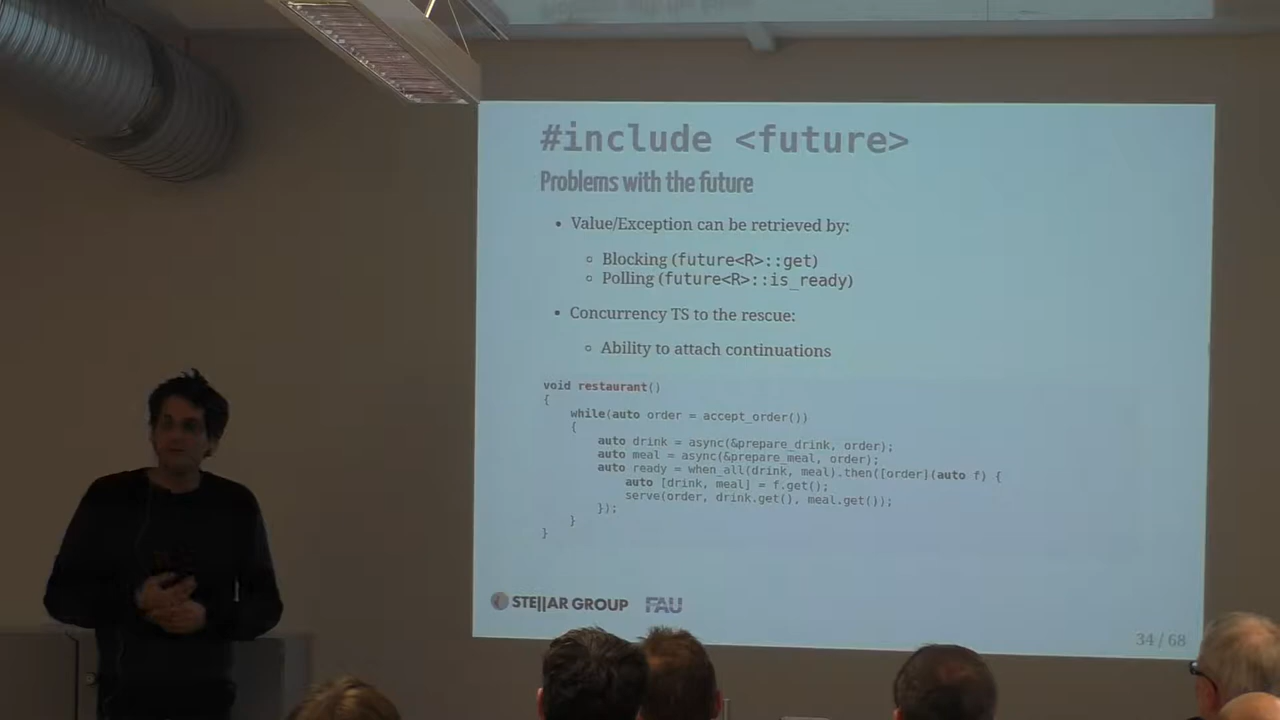 #include <future>
Problems with the future
• Value/Exception can be retrieved by:
◦ Blocking (future<R>::get)
◦ Polling (future<R>::is_ready)
• Concurrency TS to the rescue:
◦ Ability to attach continuations
void restaurant()
{
    while(auto order = accept_order())
    {
        auto drink = async(&prepare_drink, order);
        auto meal = async(&prepare_meal, order);
        auto ready = when_all(drink, meal).then([order](auto f) {
            auto [drink, meal] = f.get();
            serve(order, drink.get(), meal.get());
        });
    }
}
STE||AR GROUP FAU
34 / 68